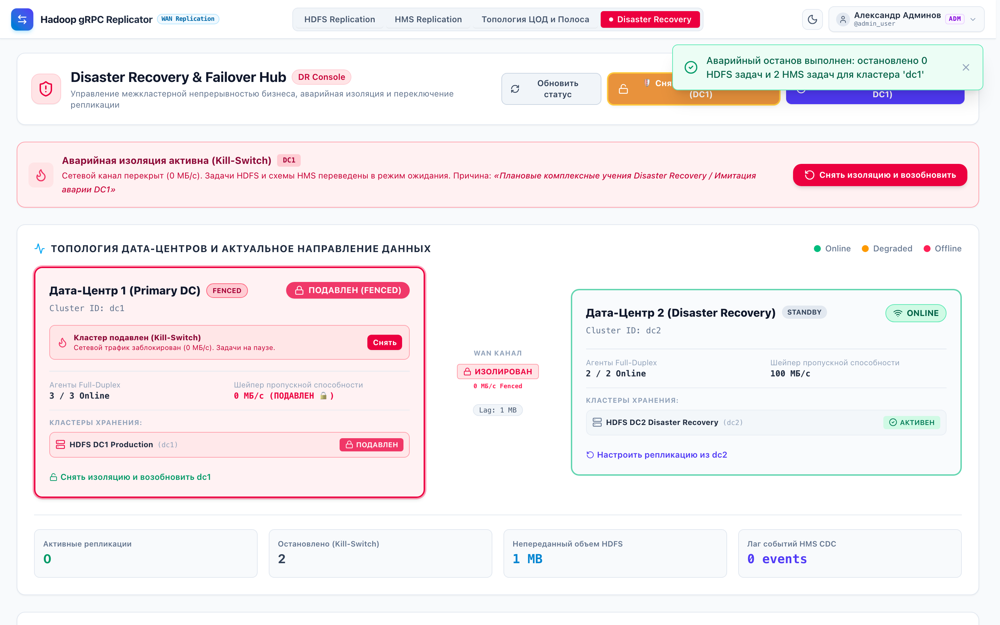 Hadoop gRPC Replicator
WAN Replication
HDFS Replication
HMS Replication
Топология ЦОД и Полоса
Disaster Recovery
Александр Админов
@admin_user
ADM
Аварийный останов выполнен: остановлено 0
HDFS задач и 2 HMS задач для кластера 'dc1'
Disaster Recovery & Failover Hub
DR Console
Управление межкластерной непрерывностью бизнеса, аварийная изоляция и переключение
репликации
Обновить
статус
(DC1)
DC1)
Аварийная изоляция активна (Kill-Switch)
DC1
Сетевой канал перекрыт (0 МБ/с). Задачи HDFS и схемы HMS переведены в режим ожидания. Причина: «Плановые комплексные учения Disaster Recovery / Имитация
аварии DC1»
Снять изоляцию и возобновить
ТОПОЛОГИЯ ДАТА-ЦЕНТРОВ И АКТУАЛЬНОЕ НАПРАВЛЕНИЕ ДАННЫХ
Online
Degraded
Offline
Дата-Центр 1 (Primary DC)
FENCED
ПОДАВЛЕН (FENCED)
Cluster ID: dc1
Кластер подавлен (Kill-Switch)
Сетевой трафик заблокирован (0 МБ/с). Задачи на паузе.
Снять
Агенты Full-Duplex
3 / 3 Online
Шейпер пропускной способности
0 МБ/с (ПОДАВЛЕН 🔒)
КЛАСТЕРЫ ХРАНЕНИЯ:
HDFS DC1 Production (dc1)
ПОДАВЛЕН
Снять изоляцию и возобновить dc1
WAN КАНАЛ
ИЗОЛИРОВАН
0 МБ/с Fenced
Lag: 1 MB
Дата-Центр 2 (Disaster Recovery)
STANDBY
ONLINE
Cluster ID: dc2
Агенты Full-Duplex
2 / 2 Online
Шейпер пропускной способности
100 МБ/с
КЛАСТЕРЫ ХРАНЕНИЯ:
HDFS DC2 Disaster Recovery (dc2)
АКТИВЕН
Настроить репликацию из dc2
Активные репликации
0
Остановлено (Kill-Switch)
2
Непереданный объем HDFS
1 MB
Лаг событий HMS CDC
0 events